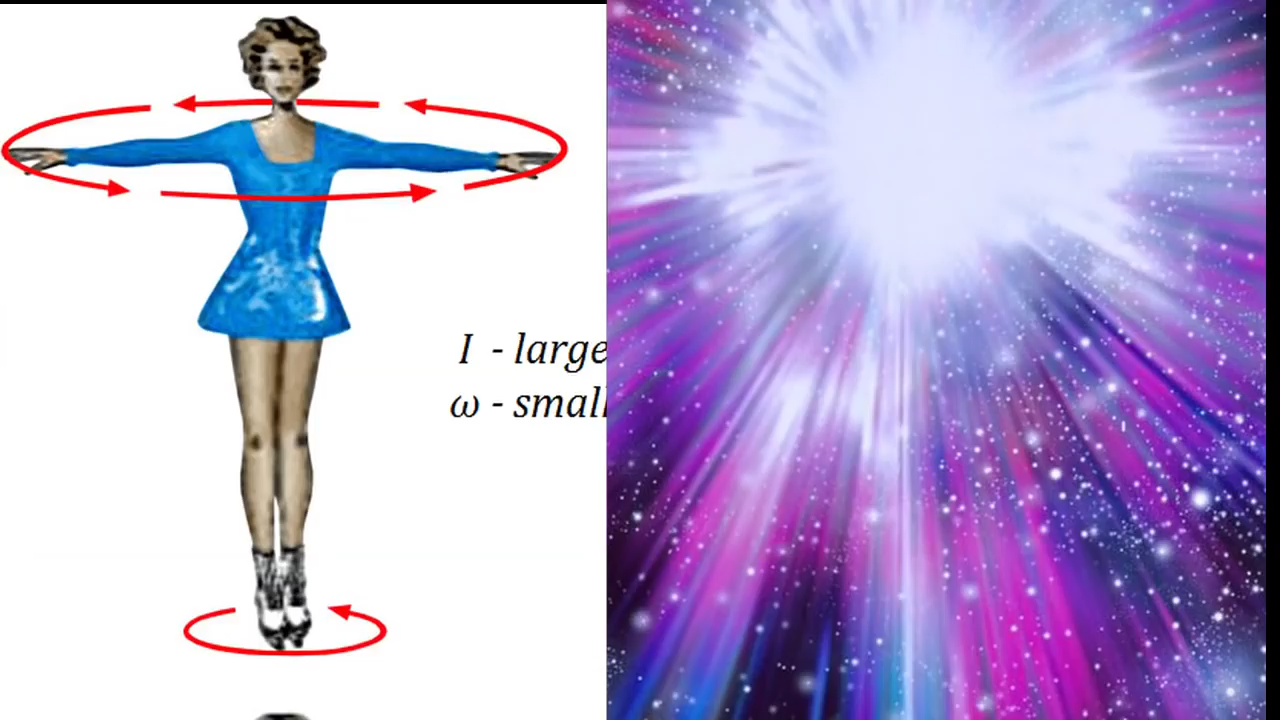 I - large
ω - small